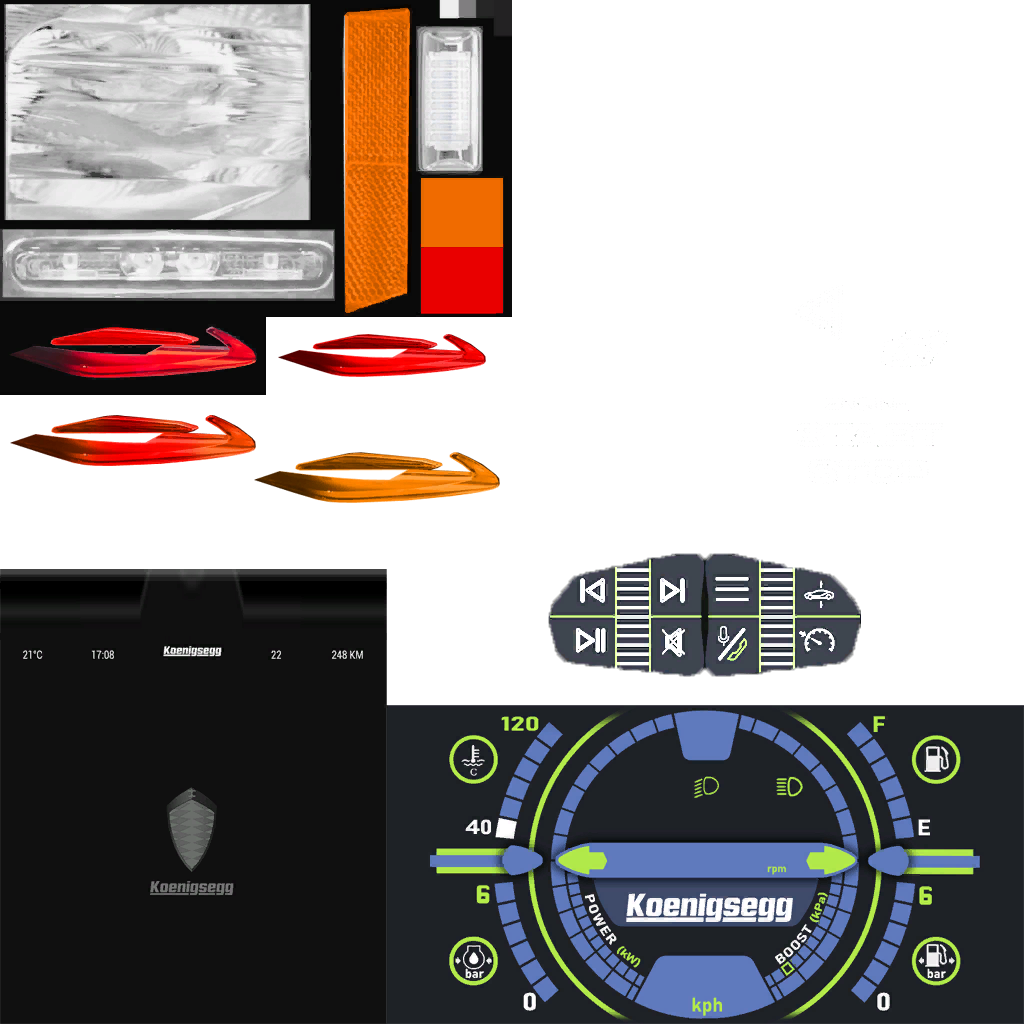 21°C 17:08 Koenigsegg 22 248 KM
Koenigsegg
120 F
C
40 E
rpm
6 6
Koenigsegg
POWER (kW) BOOST (kPa)
bar bar
0 kph 0